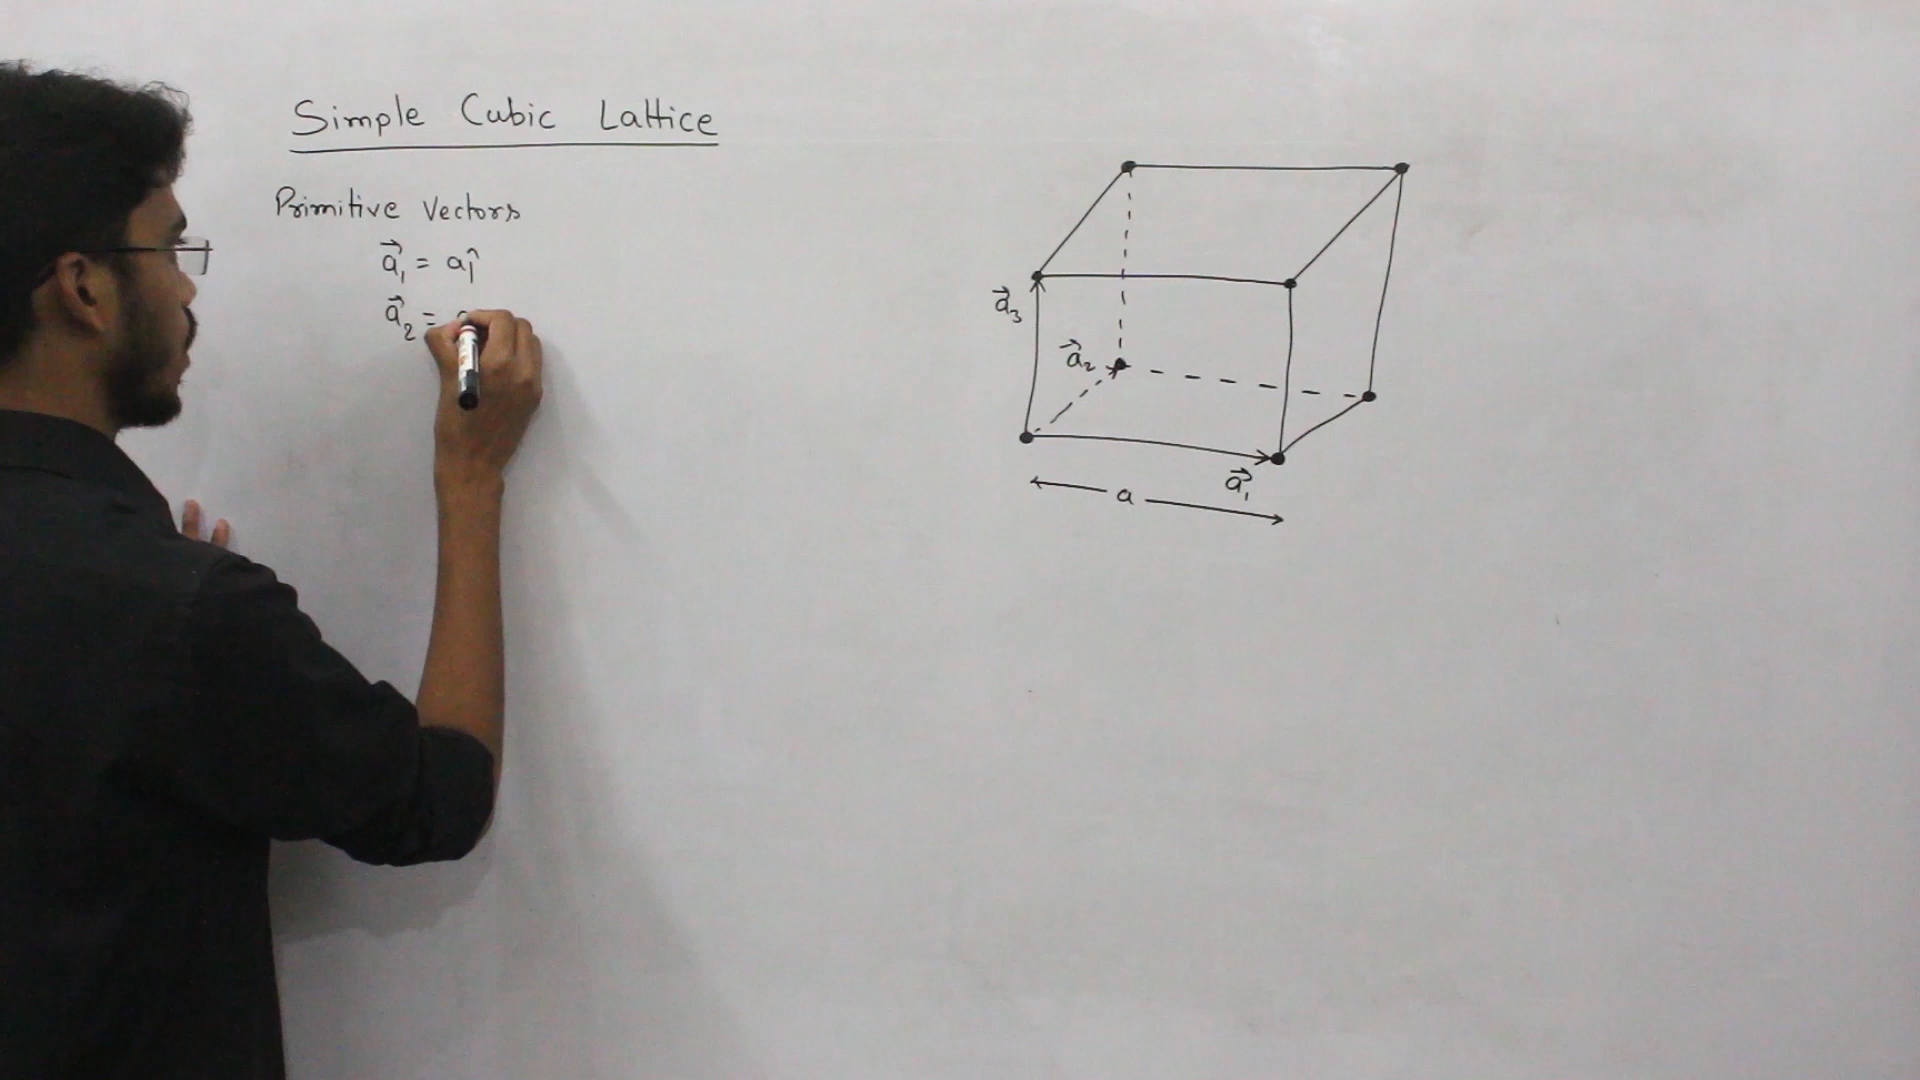 Simple Cubic Lattice
Primitive Vectors
a⃗₁ = aî
a⃗₂ =
a⃗₃
a⃗₂
a⃗₁
a